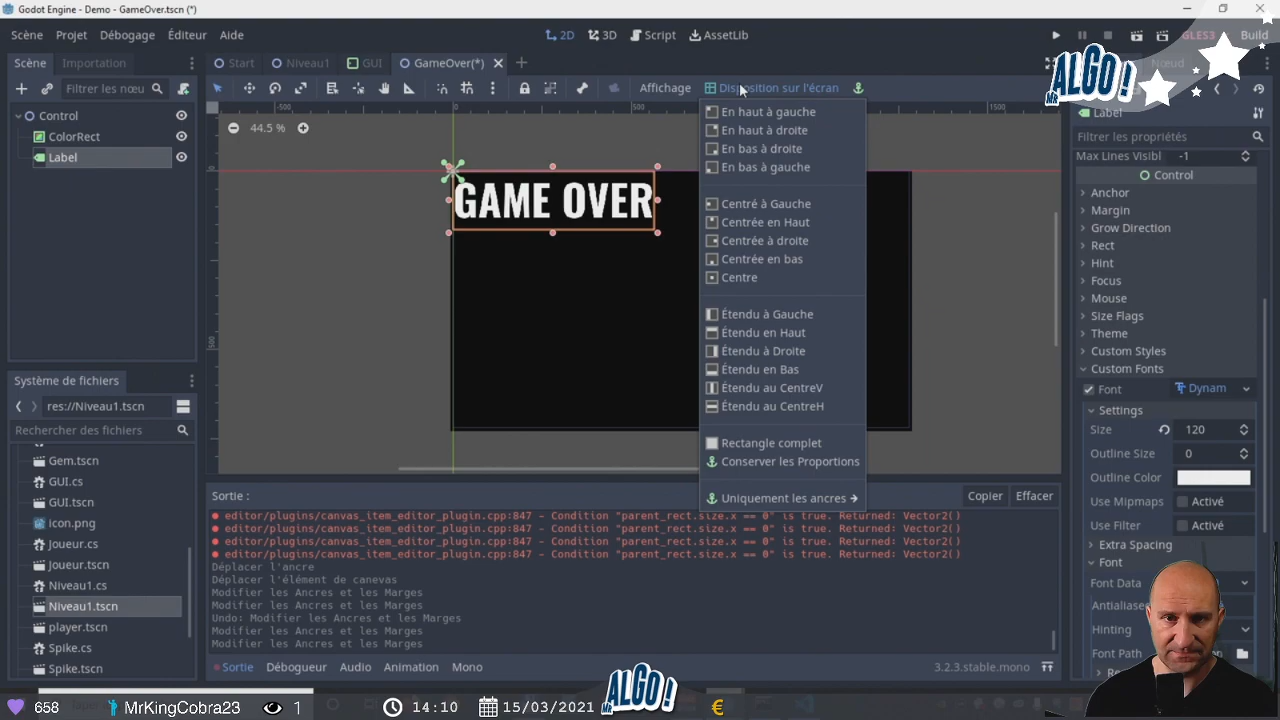 Godot Engine - Demo - GameOver.tscn (*)
Scène Projet Débogage Éditeur Aide
2D 3D Script AssetLib
GLES3 Build
Scène Importation
Start Niveau1 GUI GameOver(*)
Nœud
Filtrer les nœu
Affichage Disposition sur l'écran
MR ALGO !
Control
ColorRect
Label
-500 0 500 1500
44.5 %
0
500
GAME OVER
En haut à gauche
En haut à droite
En bas à droite
En bas à gauche
Centré à Gauche
Centrée en Haut
Centrée à droite
Centrée en bas
Centre
Étendu à Gauche
Étendu en Haut
Étendu à Droite
Étendu en Bas
Étendu au CentreV
Étendu au CentreH
Rectangle complet
Conserver les Proportions
Uniquement les ancres
Label
Filtrer les propriétés
Max Lines Visibl -1
Control
Anchor
Margin
Grow Direction
Rect
Hint
Focus
Mouse
Size Flags
Theme
Custom Styles
Custom Fonts
Font Dynam
Settings
Size 120
Outline Size 0
Outline Color
Use Mipmaps Activé
Use Filter Activé
Extra Spacing
Font
Font Data
Antialiase
Hinting
Font Path
Système de fichiers
res://Niveau1.tscn
Rechercher des fichiers
Gem.tscn
GUI.cs
GUI.tscn
icon.png
Joueur.cs
Joueur.tscn
Niveau1.cs
Niveau1.tscn
player.tscn
Spike.cs
Spike.tscn
Sortie :
Copier Effacer
editor/plugins/canvas_item_editor_plugin.cpp:847 - Condition "parent_rect.size.x == 0" is true. Returned: Vector2()
editor/plugins/canvas_item_editor_plugin.cpp:847 - Condition "parent_rect.size.x == 0" is true. Returned: Vector2()
editor/plugins/canvas_item_editor_plugin.cpp:847 - Condition "parent_rect.size.x == 0" is true. Returned: Vector2()
editor/plugins/canvas_item_editor_plugin.cpp:847 - Condition "parent_rect.size.x == 0" is true. Returned: Vector2()
Déplacer l'ancre
Déplacer l'élément de canevas
Modifier les Ancres et les Marges
Modifier les Ancres et les Marges
Undo: Modifier les Ancres et les Marges
Modifier les Ancres et les Marges
Modifier les Ancres et les Marges
Sortie Débogueur Audio Animation Mono
3.2.3.stable.mono
658 MrKingCobra23 1 14:10 15/03/2021
MR ALGO !
€